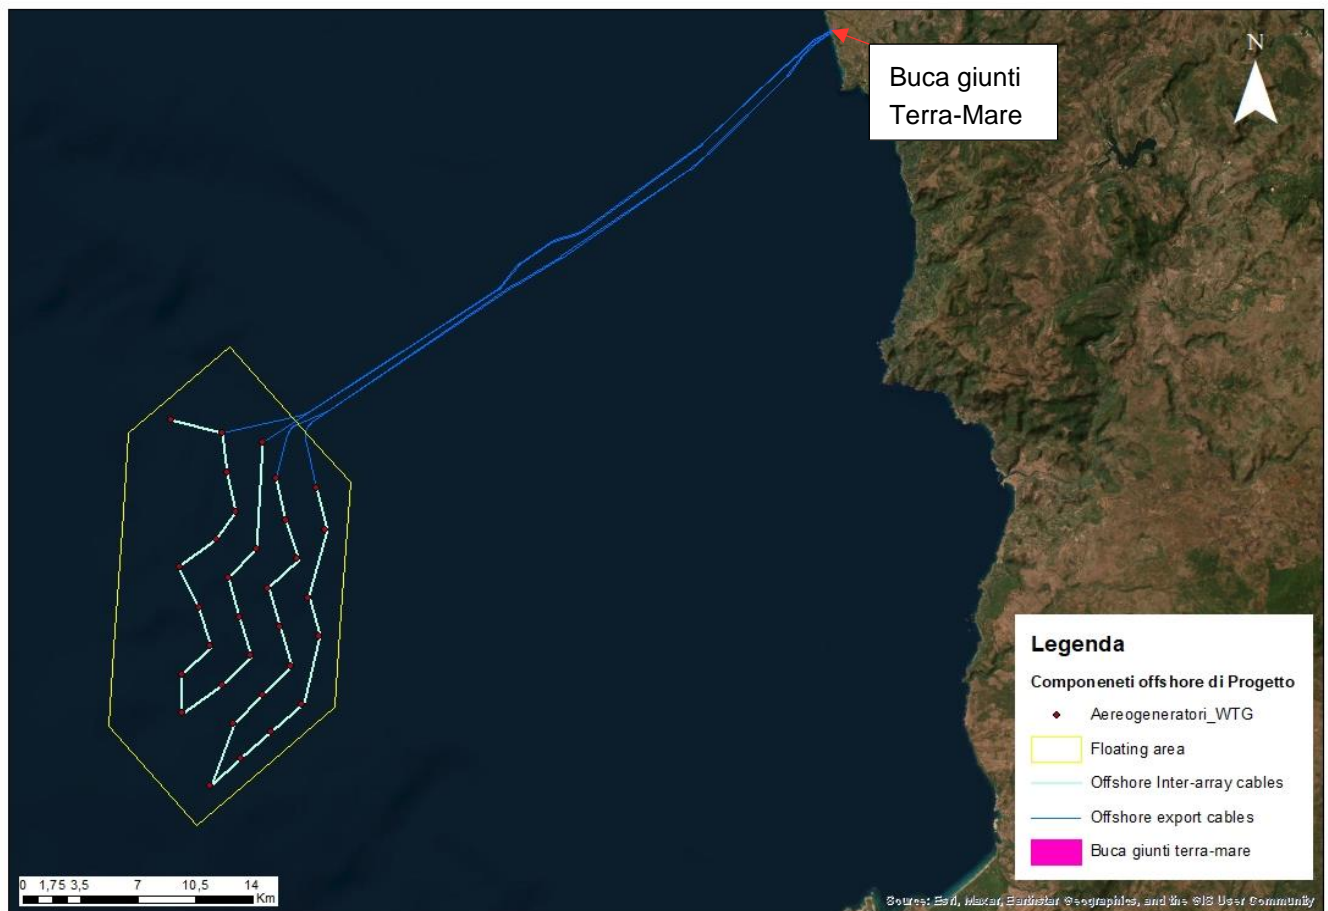 Buca giunti
Terra-Mare
N
Legenda
Componeneti offshore di Progetto
Aereogeneratori_WTG
Floating area
Offshore Inter-array cables
Offshore export cables
Buca giunti terra-mare
0 1,75 3,5 7 10,5 14
Km
Source: Esri, Maxar, Earthstar Geographics, and the GIS User Community